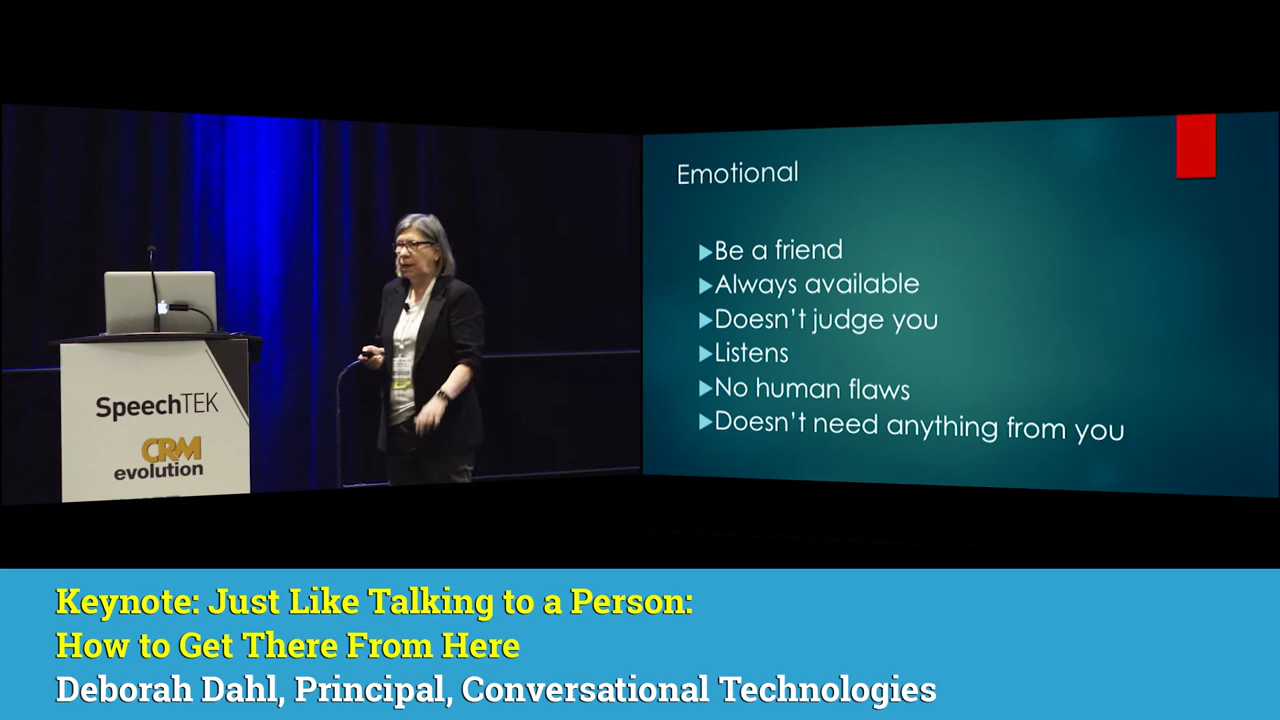 SpeechTEK
CRM
evolution
Emotional
Be a friend
Always available
Doesn't judge you
Listens
No human flaws
Doesn't need anything from you
Keynote: Just Like Talking to a Person:
How to Get There From Here
Deborah Dahl, Principal, Conversational Technologies